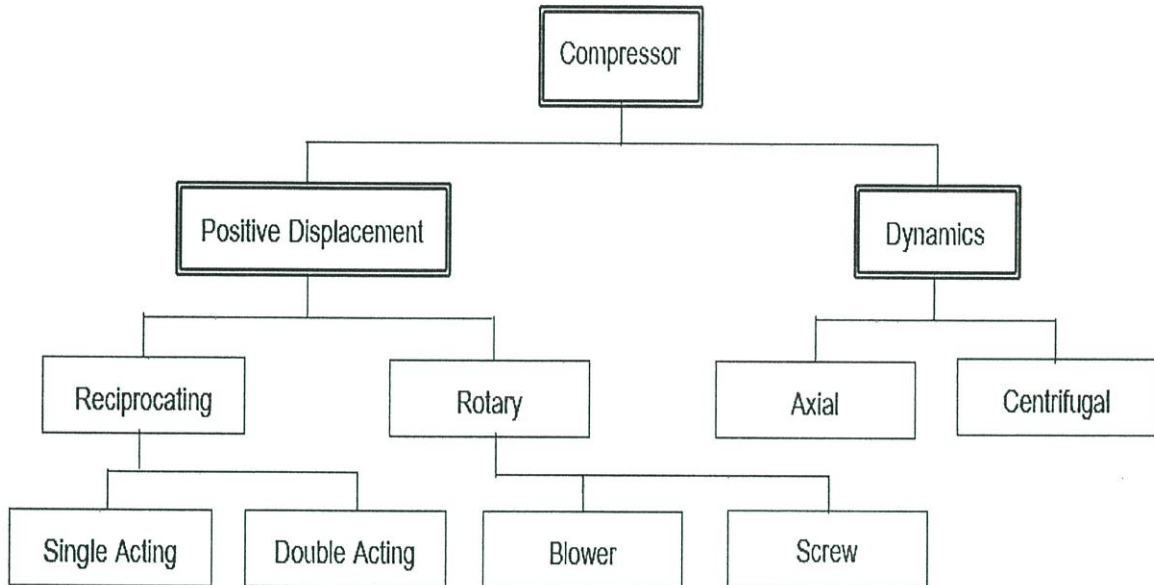 Compressor
Positive Displacement
Dynamics
Reciprocating
Rotary
Axial
Centrifugal
Single Acting
Double Acting
Blower
Screw